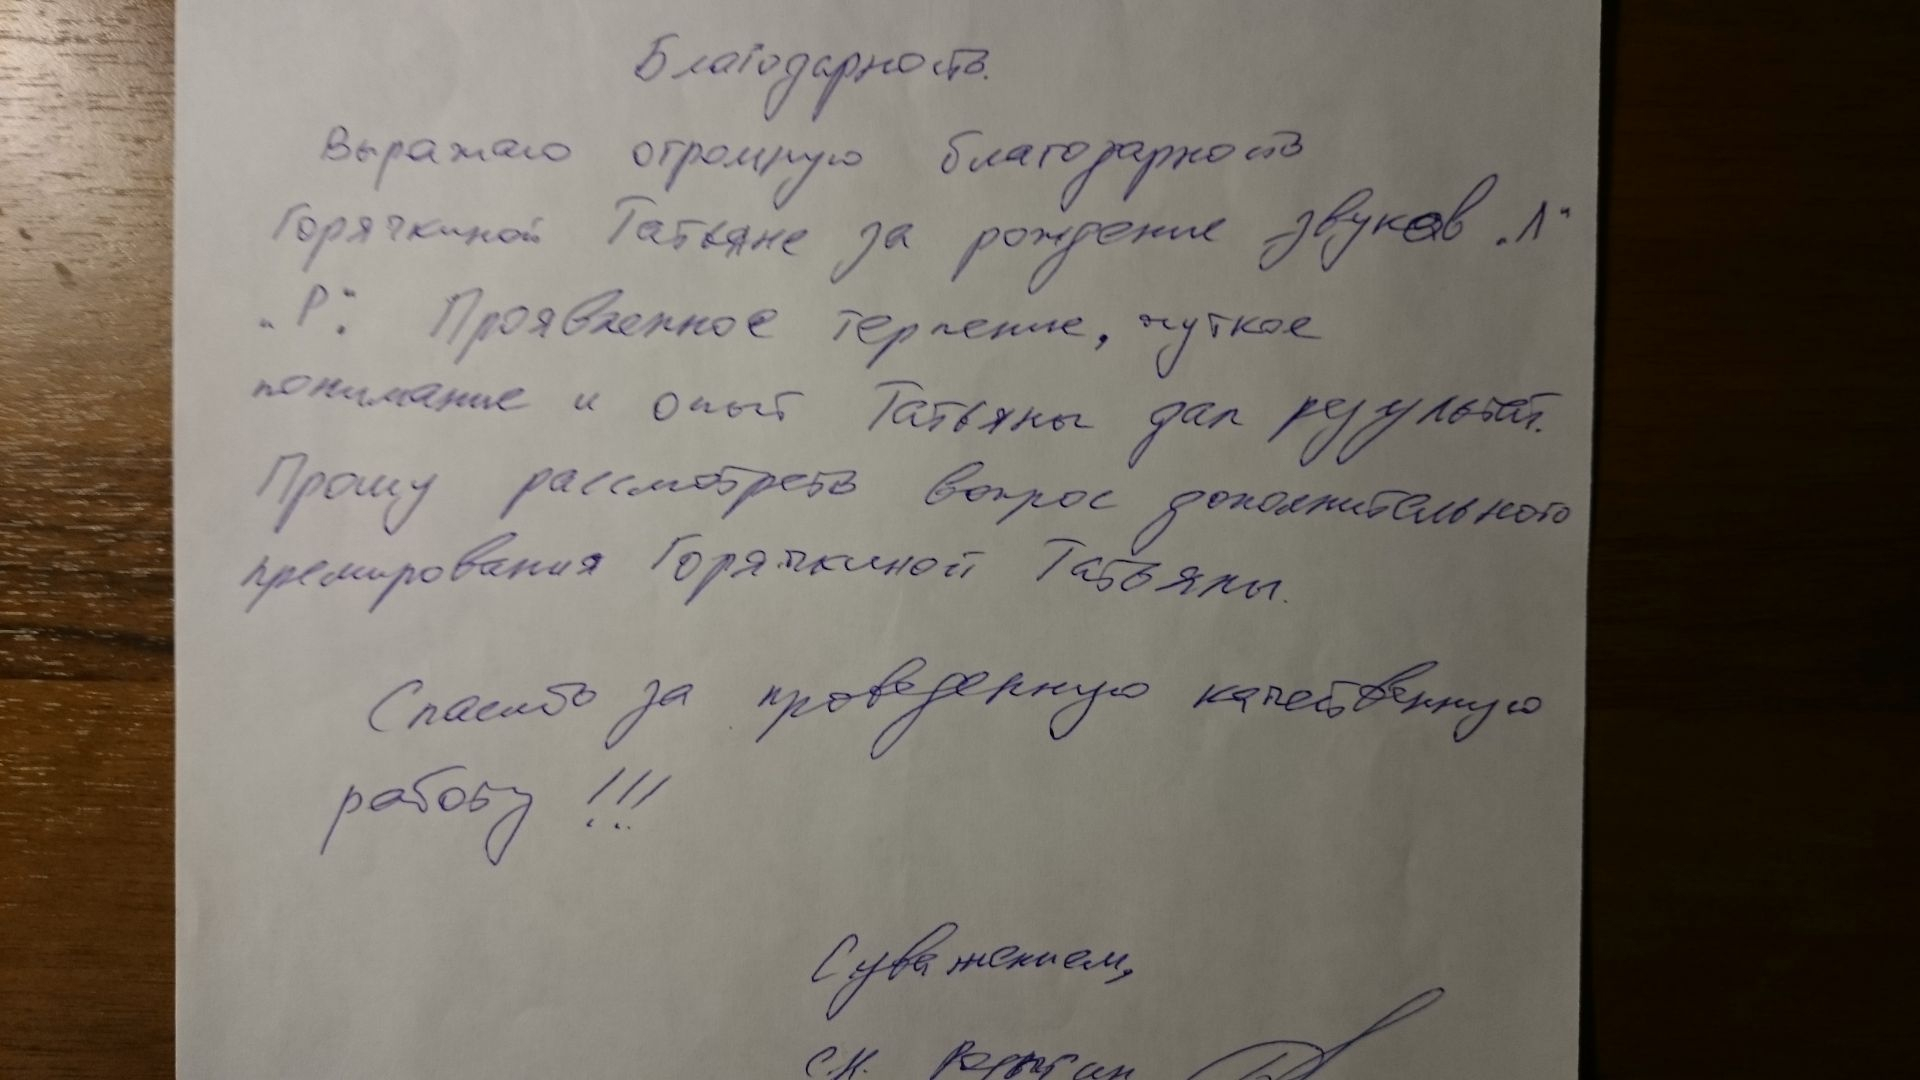 Благодарность.
Выражаю огромную благодарность
Горячкиной Татьяне за рождение звуков „Л“
„Р“. Проявленное терпение, чуткое
понимание и опыт Татьяны дал результат.
Прошу рассмотреть вопрос дополнительного
премирования Горячкиной Татьяны.
Спасибо за проведенную качественную
работу !!!
С уважением,
С.Н.